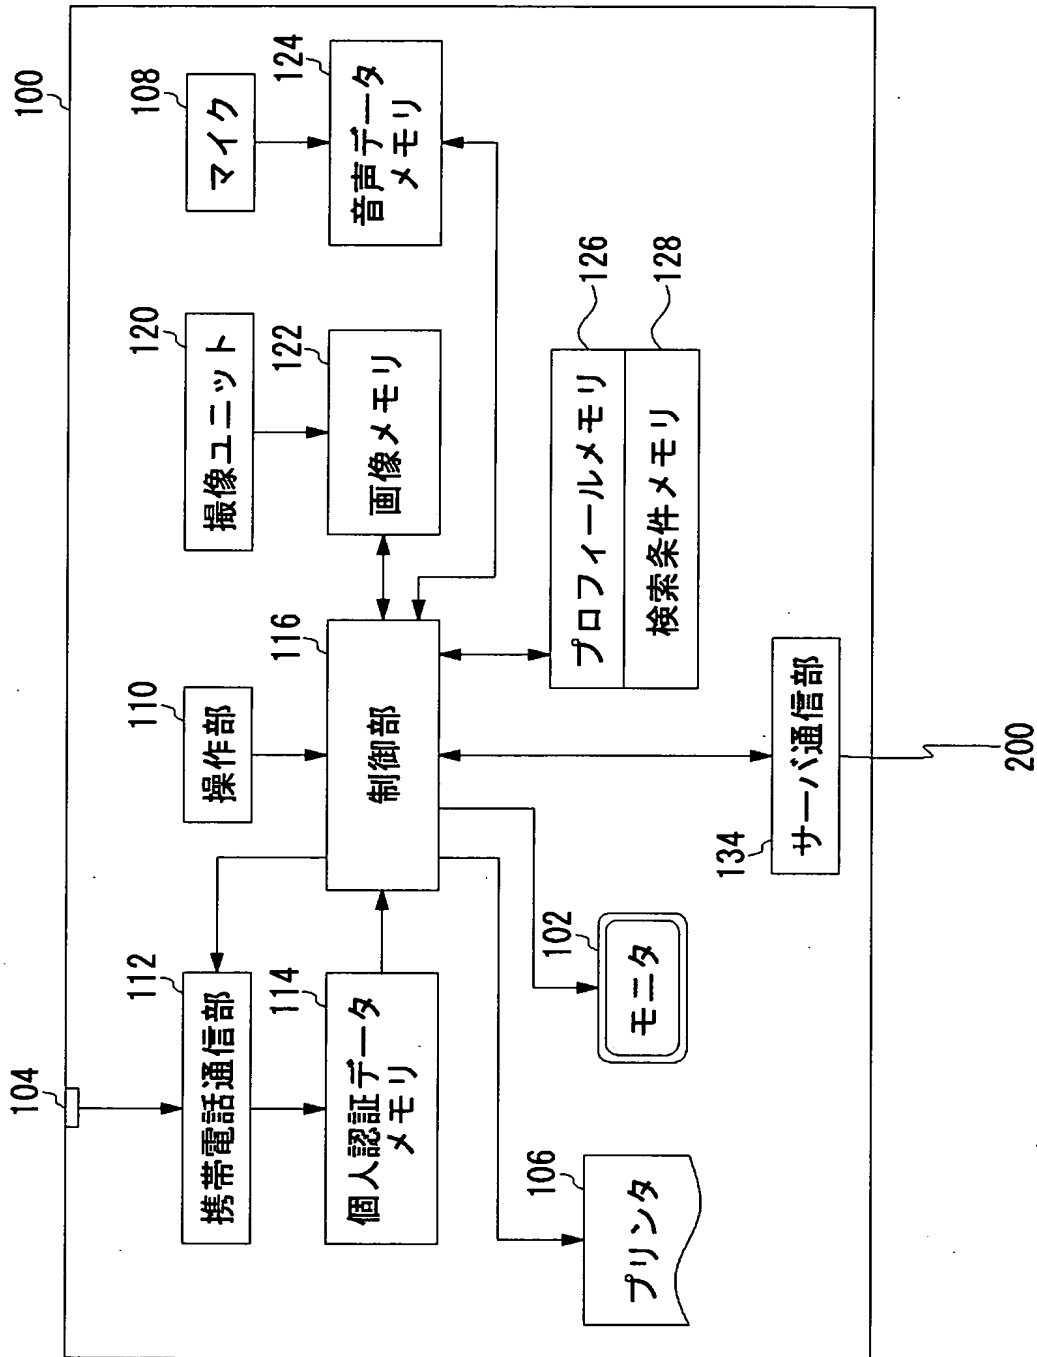 100
104
携帯電話通信部
112
個人認証データ
メモリ
114
操作部
110
制御部
116
撮像ユニット
120
画像メモリ
122
マイク
108
音声データ
メモリ
124
プリンタ
106
モニタ
102
プロフィールメモリ
126
検索条件メモリ
128
サーバ通信部
134
200